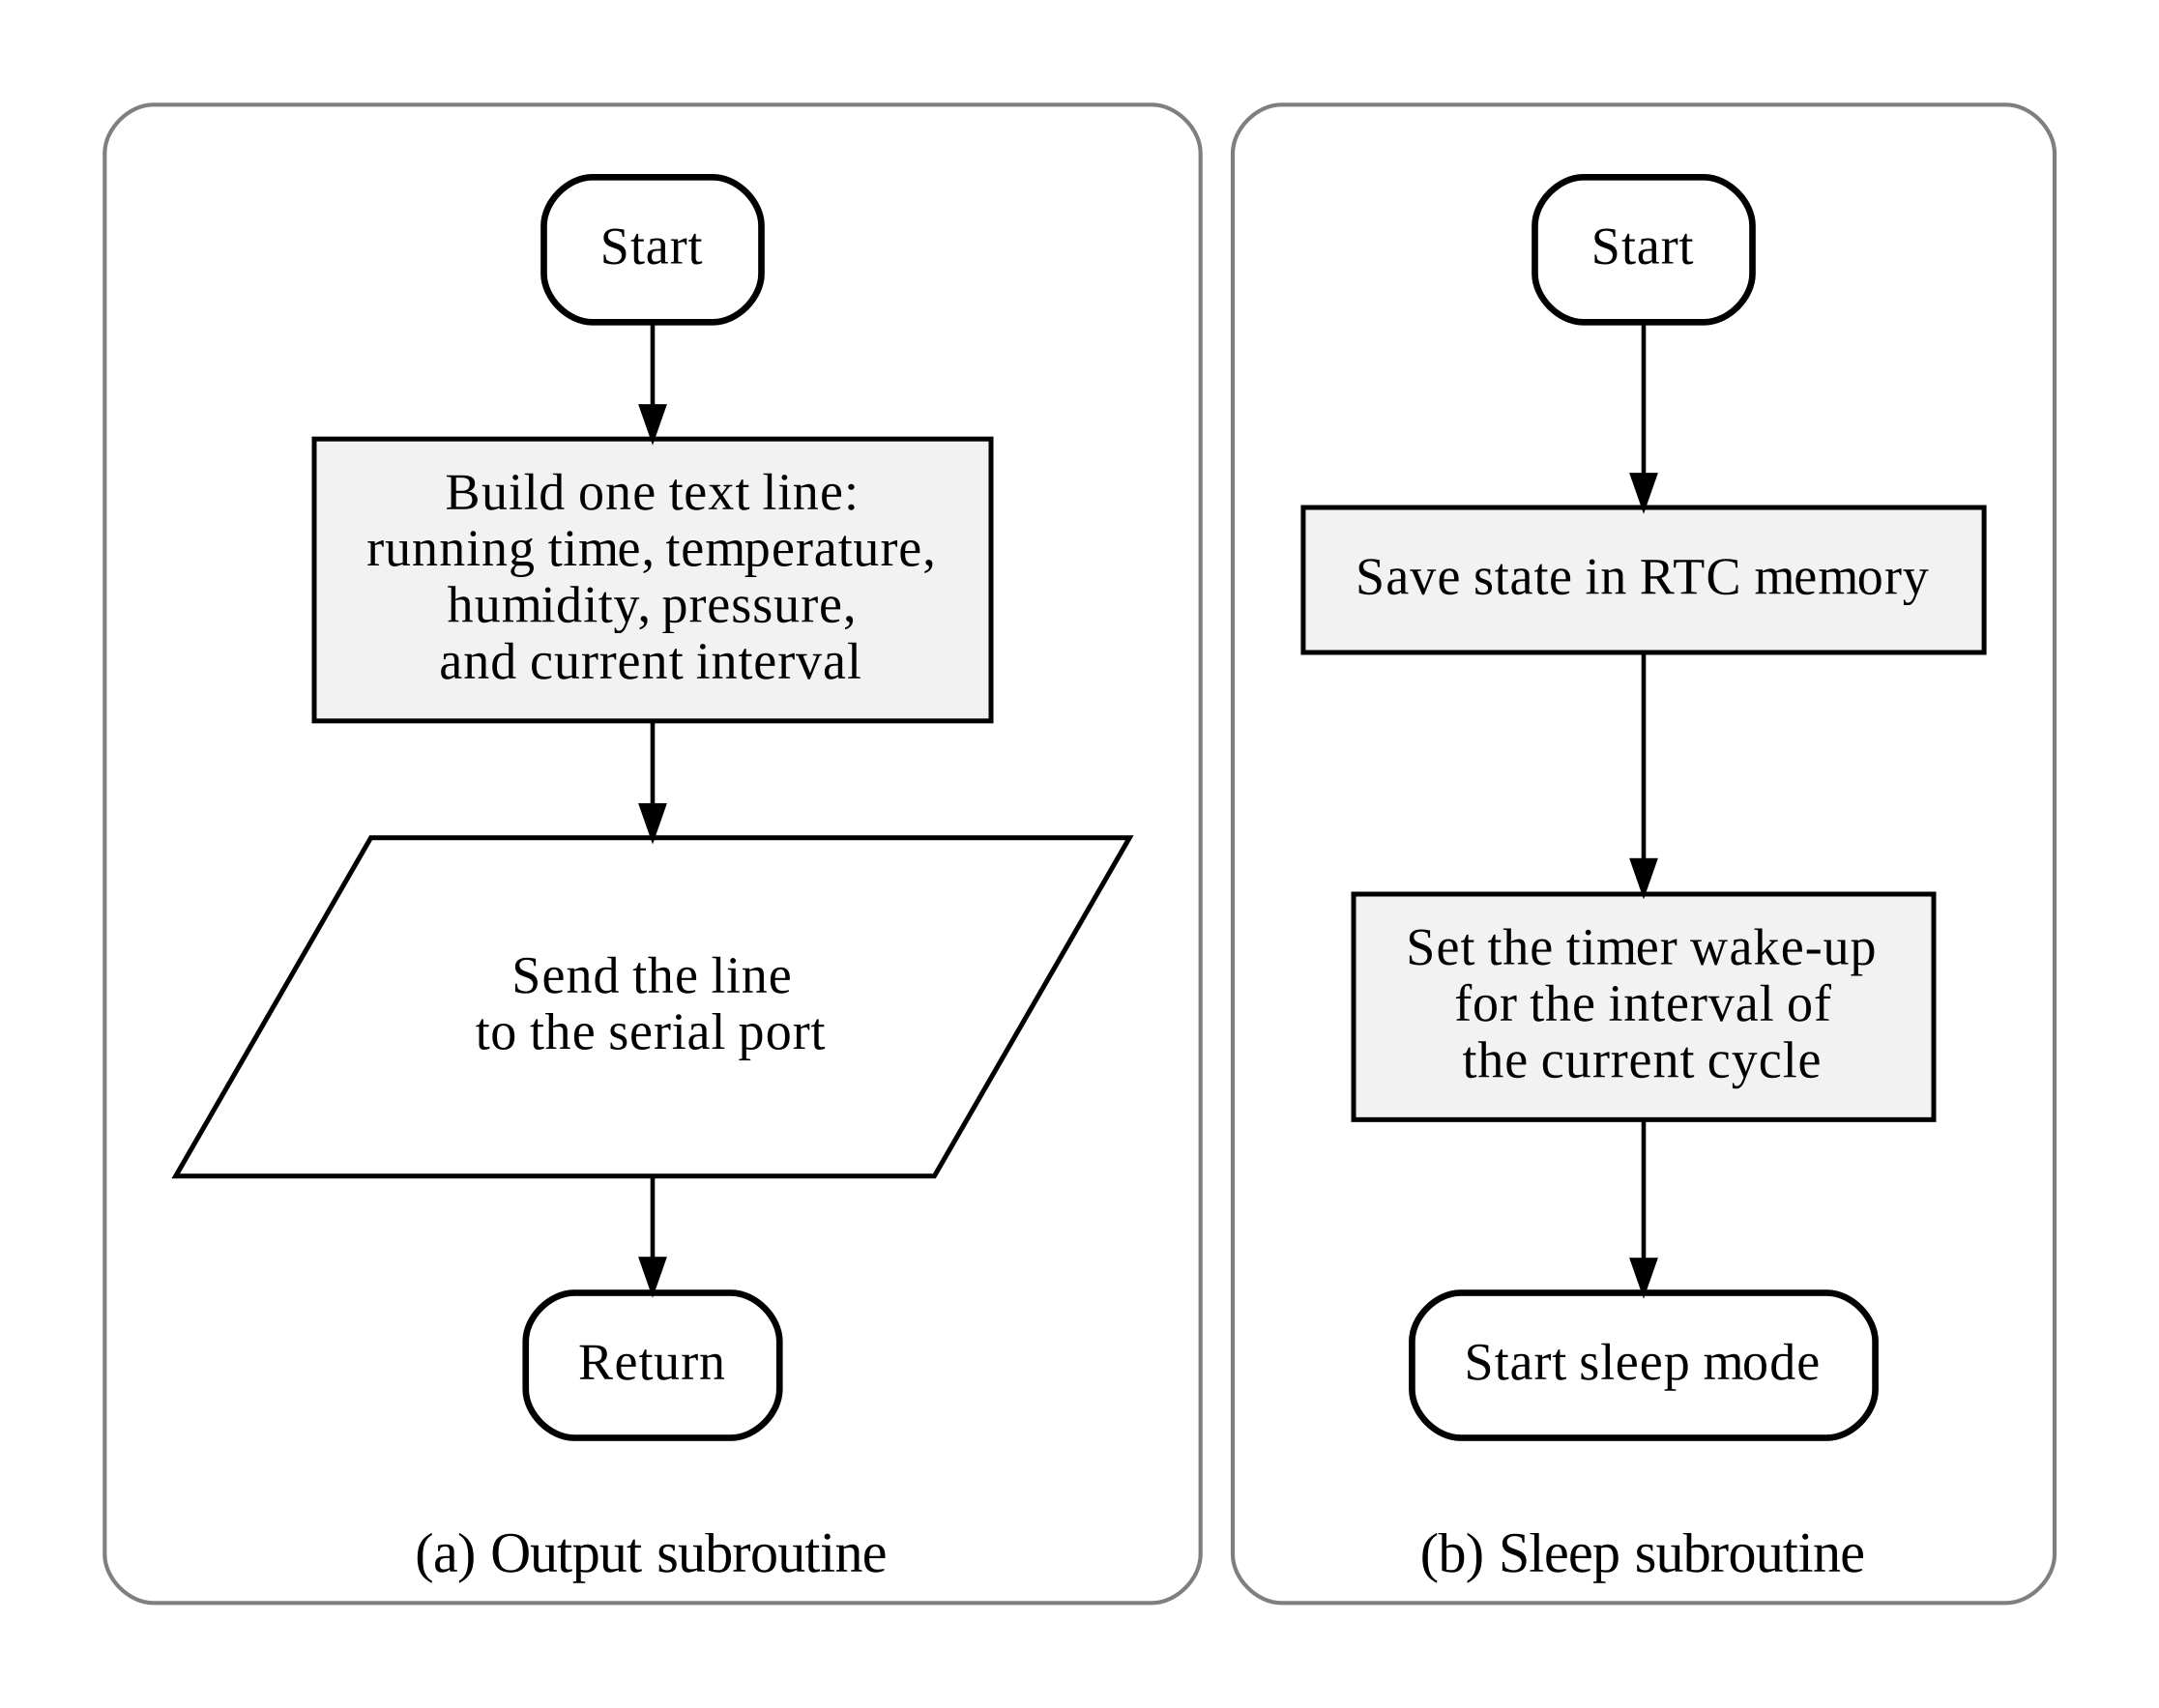 Start
Build one text line:
running time, temperature,
humidity, pressure,
and current interval
Send the line
to the serial port
Return
(a) Output subroutine
Start
Save state in RTC memory
Set the timer wake-up
for the interval of
the current cycle
Start sleep mode
(b) Sleep subroutine